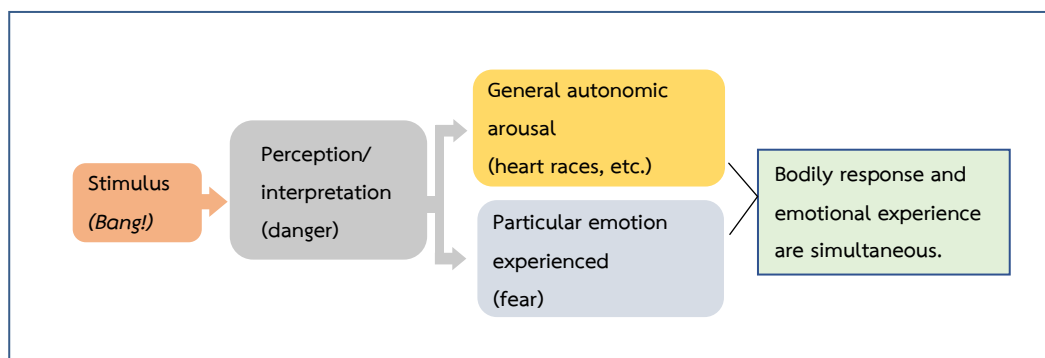 Stimulus
(Bang!)
Perception/
interpretation
(danger)
General autonomic
arousal
(heart races, etc.)
Particular emotion
experienced
(fear)
Bodily response and
emotional experience
are simultaneous.